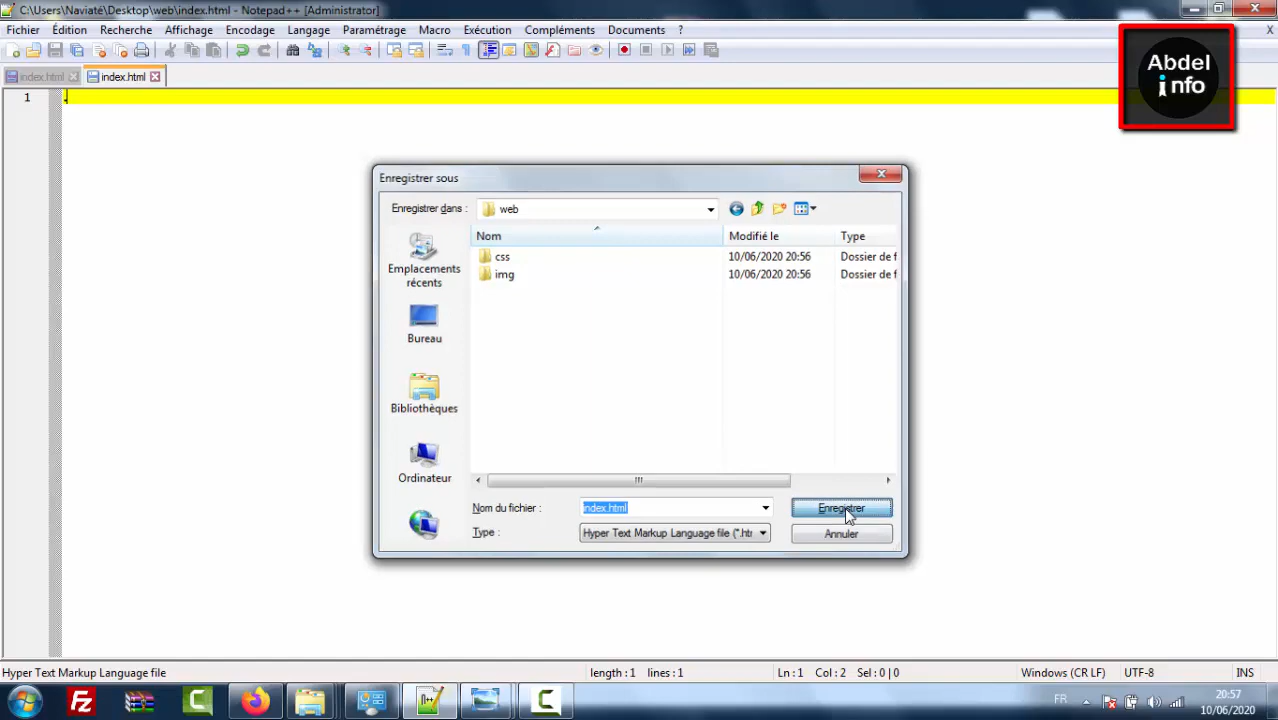 C:\Users\Naviaté\Desktop\web\index.html - Notepad++ [Administrator]
Fichier Édition Recherche Affichage Encodage Langage Paramétrage Macro Exécution Compléments Documents ? X
index.html index.html
Abdel
info
1 .
Enregistrer sous
Enregistrer dans : web
Nom Modifié le Type
css 10/06/2020 20:56 Dossier de f
img 10/06/2020 20:56 Dossier de f
Emplacements
récents
Bureau
Bibliothèques
Ordinateur
Nom du fichier : index.html Enregistrer
Type : Hyper Text Markup Language file (*.htr Annuler
Hyper Text Markup Language file length : 1 lines : 1 Ln : 1 Col : 2 Sel : 0 | 0 Windows (CR LF) UTF-8 INS
FR 20:57
10/06/2020